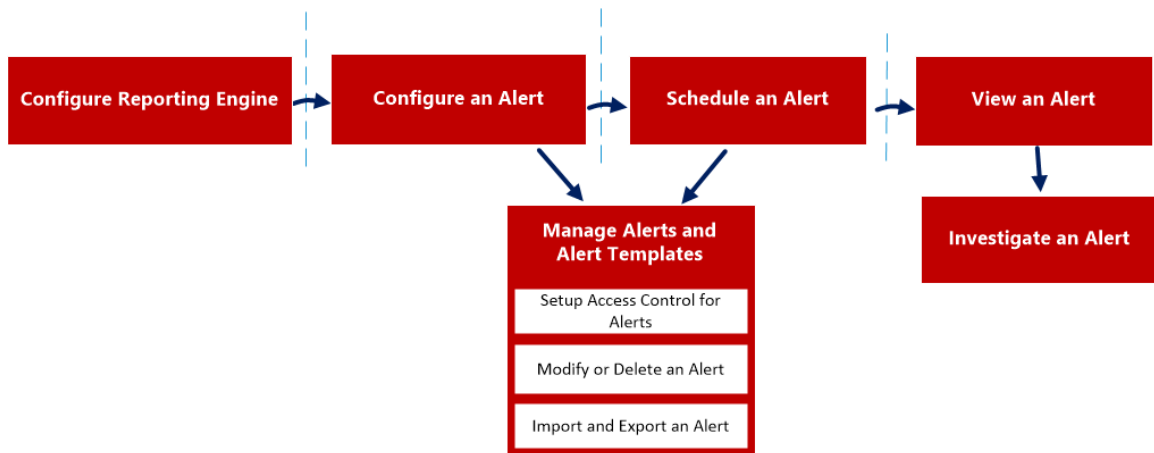 Configure Reporting Engine
Configure an Alert
Schedule an Alert
View an Alert
Manage Alerts and
Alert Templates
Setup Access Control for
Alerts
Modify or Delete an Alert
Import and Export an Alert
Investigate an Alert